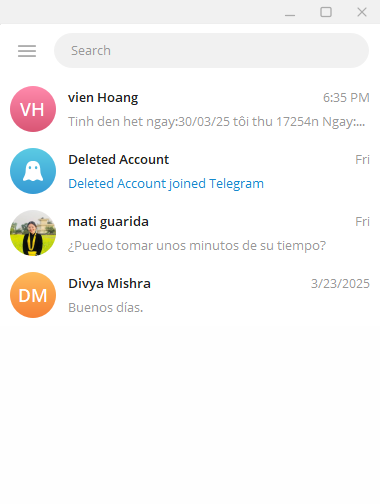 Search
VH
vien Hoang
6:35 PM
Tinh den het ngay:30/03/25 tôi thu 17254n Ngay:...
Deleted Account
Fri
Deleted Account joined Telegram
mati guarida
Fri
¿Puedo tomar unos minutos de su tiempo?
DM
Divya Mishra
3/23/2025
Buenos días.